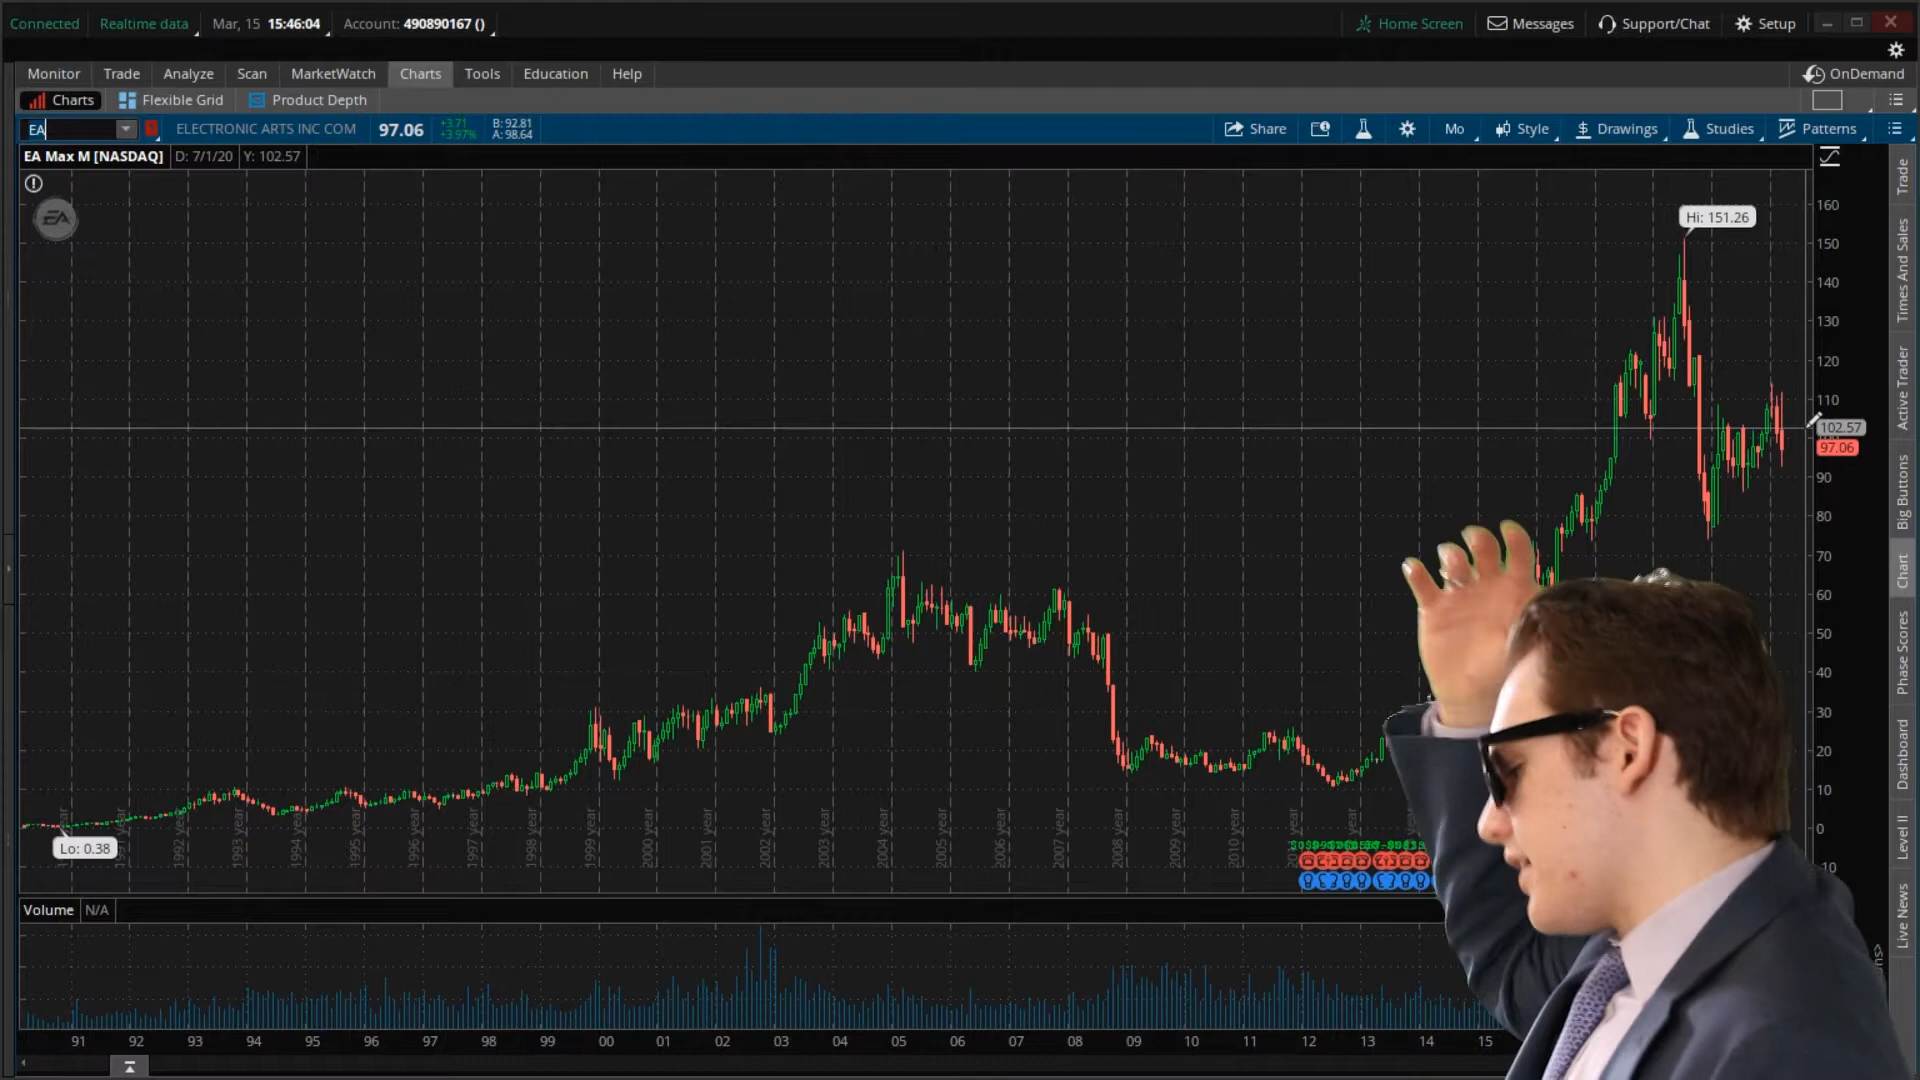 Connected Realtime data Mar, 15 15:46:04 Account: 490890167 () Home Screen Messages Support/Chat Setup
Monitor Trade Analyze Scan MarketWatch Charts Tools Education Help OnDemand
Charts Flexible Grid Product Depth
EA ELECTRONIC ARTS INC COM 97.06 +3.71 +3.97% B: 92.81 A: 98.64 Share Mo Style Drawings Studies Patterns
EA Max M [NASDAQ] D: 7/1/20 Y: 102.57
EA
Hi: 151.26
160
150
140
130
120
110
102.57
97.06
90
80
70
60
50
40
30
20
10
0
Lo: 0.38
1992 year 1993 year 1994 year 1995 year 1996 year 1997 year 1998 year 1999 year 2000 year 2001 year 2002 year 2003 year 2004 year 2005 year 2006 year 2007 year 2008 year 2009 year 2010 year
Volume N/A
91 92 93 94 95 96 97 98 99 00 01 02 03 04 05 06 07 08 09 10 11 12 13 14 15
Trade
Times And Sales
Active Trader
Big Buttons
Chart
Phase Scores
Dashboard
Level II
Live News